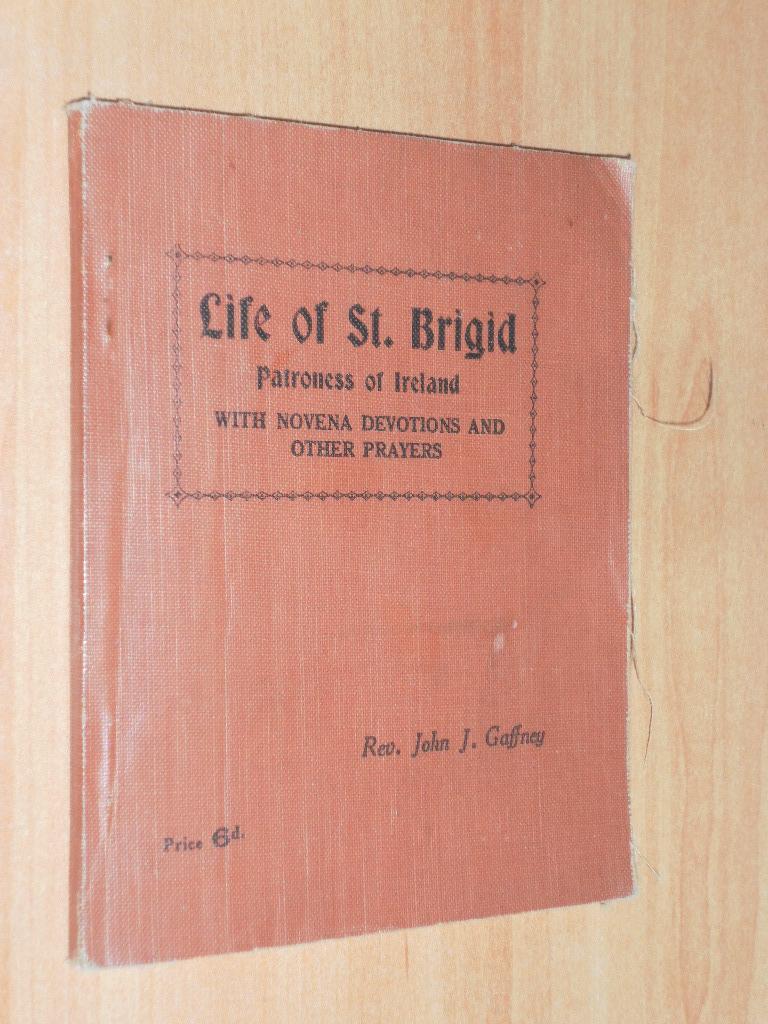 Life of St. Brigid
Patroness of Ireland
WITH NOVENA DEVOTIONS AND
OTHER PRAYERS
Rev. John J. Gaffney
Price 6d.